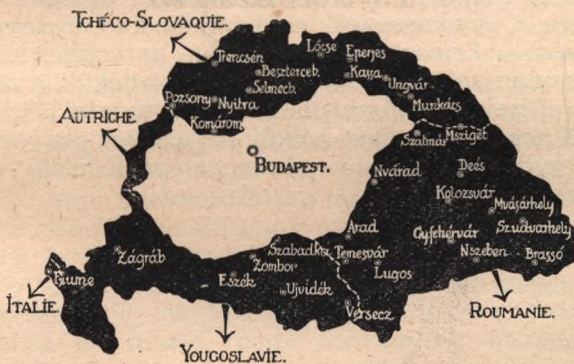 TCHÉCO-SLOVAQUIE.
Lőcse
Eperjes
Trencsén
Beszterceb.
Kassa
Ungvár
Selmecb.
Pozsony
Nyitra
Munkács
Komárom
AUTRICHE.
Szatmár
Msziget
BUDAPEST.
Nvárad
Deés
Kolozsvár
Mvásárhely
Szudvarhely
Arad
Gyfehérvár
Szabadka
Zágráb
Zombor
Temesvár
Nszeben
Brassó
Fiume
Eszék
Lugos
Ujvidék
Versecz
ITALIE.
ROUMANIE.
YOUGOSLAVIE.